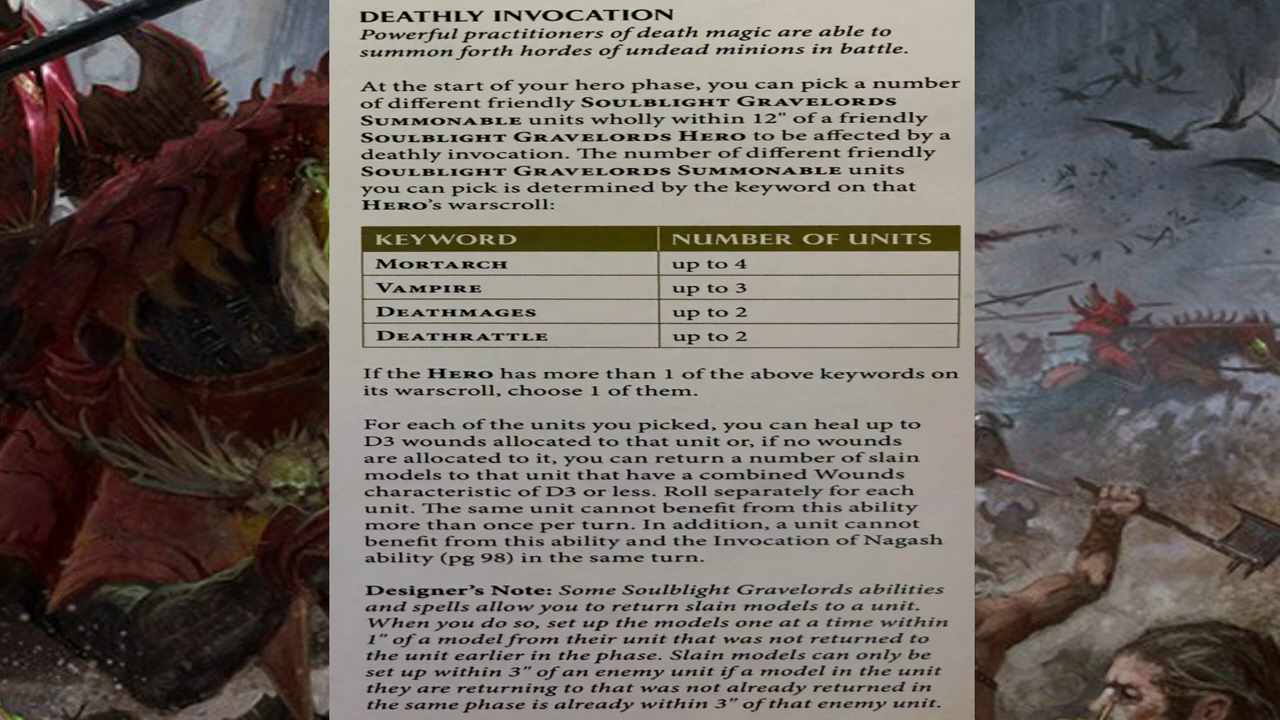 DEATHLY INVOCATION
Powerful practitioners of death magic are able to
summon forth hordes of undead minions in battle.
At the start of your hero phase, you can pick a number
of different friendly SOULBLIGHT GRAVELORDS
SUMMONABLE units wholly within 12" of a friendly
SOULBLIGHT GRAVELORDS HERO to be affected by a
deathly invocation. The number of different friendly
SOULBLIGHT GRAVELORDS SUMMONABLE units
you can pick is determined by the keyword on that
HERO's warscroll:
KEYWORD NUMBER OF UNITS
MORTARCH up to 4
VAMPIRE up to 3
DEATHMAGES up to 2
DEATHRATTLE up to 2
If the HERO has more than 1 of the above keywords on
its warscroll, choose 1 of them.
For each of the units you picked, you can heal up to
D3 wounds allocated to that unit or, if no wounds
are allocated to it, you can return a number of slain
models to that unit that have a combined Wounds
characteristic of D3 or less. Roll separately for each
unit. The same unit cannot benefit from this ability
more than once per turn. In addition, a unit cannot
benefit from this ability and the Invocation of Nagash
ability (pg 98) in the same turn.
Designer's Note: Some Soulblight Gravelords abilities
and spells allow you to return slain models to a unit.
When you do so, set up the models one at a time within
1" of a model from their unit that was not returned to
the unit earlier in the phase. Slain models can only be
set up within 3" of an enemy unit if a model in the unit
they are returning to that was not already returned in
the same phase is already within 3" of that enemy unit.